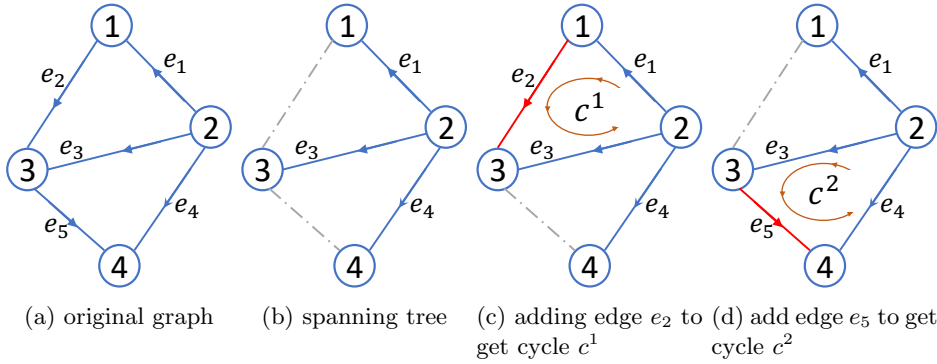 1
e₁
e₂
2
e₃
3
e₄
e₅
4
(a) original graph
1
e₁
2
e₃
3
e₄
4
(b) spanning tree
1
e₁
e₂
c¹
2
e₃
3
e₄
4
(c) adding edge e₂ to
get cycle c¹
1
e₁
2
e₃
3
c²
e₄
e₅
4
(d) add edge e₅ to get
cycle c²